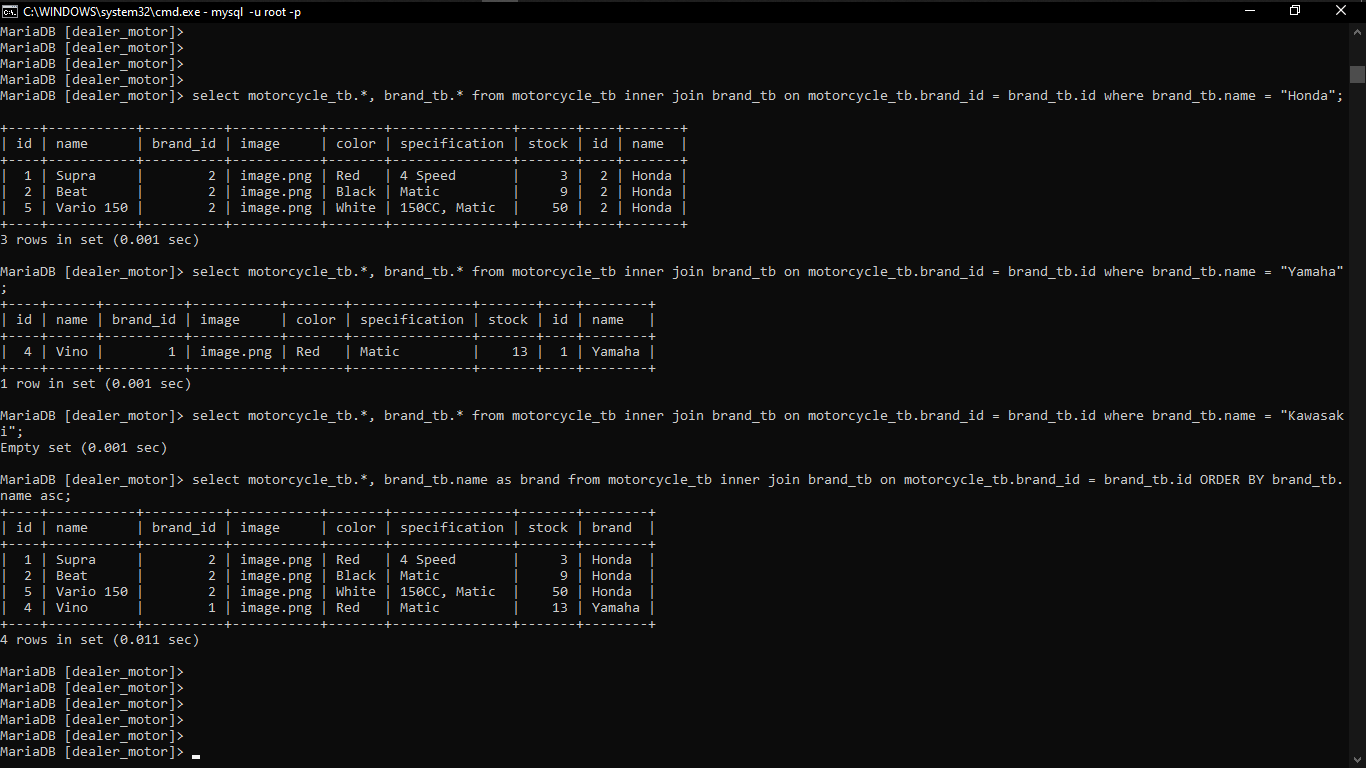 C:\WINDOWS\system32\cmd.exe - mysql  -u root -p
MariaDB [dealer_motor]>
MariaDB [dealer_motor]>
MariaDB [dealer_motor]>
MariaDB [dealer_motor]>
MariaDB [dealer_motor]> select motorcycle_tb.*, brand_tb.* from motorcycle_tb inner join brand_tb on motorcycle_tb.brand_id = brand_tb.id where brand_tb.name = "Honda";

+----+-----------+----------+-----------+-------+---------------+-------+----+-------+
| id | name      | brand_id | image     | color | specification | stock | id | name  |
+----+-----------+----------+-----------+-------+---------------+-------+----+-------+
|  1 | Supra     |        2 | image.png | Red   | 4 Speed       |     3 |  2 | Honda |
|  2 | Beat      |        2 | image.png | Black | Matic         |     9 |  2 | Honda |
|  5 | Vario 150 |        2 | image.png | White | 150CC, Matic  |    50 |  2 | Honda |
+----+-----------+----------+-----------+-------+---------------+-------+----+-------+
3 rows in set (0.001 sec)

MariaDB [dealer_motor]> select motorcycle_tb.*, brand_tb.* from motorcycle_tb inner join brand_tb on motorcycle_tb.brand_id = brand_tb.id where brand_tb.name = "Yamaha"
;
+----+------+----------+-----------+-------+---------------+-------+----+--------+
| id | name | brand_id | image     | color | specification | stock | id | name   |
+----+------+----------+-----------+-------+---------------+-------+----+--------+
|  4 | Vino |        1 | image.png | Red   | Matic         |    13 |  1 | Yamaha |
+----+------+----------+-----------+-------+---------------+-------+----+--------+
1 row in set (0.001 sec)

MariaDB [dealer_motor]> select motorcycle_tb.*, brand_tb.* from motorcycle_tb inner join brand_tb on motorcycle_tb.brand_id = brand_tb.id where brand_tb.name = "Kawasak
i";
Empty set (0.001 sec)

MariaDB [dealer_motor]> select motorcycle_tb.*, brand_tb.name as brand from motorcycle_tb inner join brand_tb on motorcycle_tb.brand_id = brand_tb.id ORDER BY brand_tb.
name asc;
+----+-----------+----------+-----------+-------+---------------+-------+--------+
| id | name      | brand_id | image     | color | specification | stock | brand  |
+----+-----------+----------+-----------+-------+---------------+-------+--------+
|  1 | Supra     |        2 | image.png | Red   | 4 Speed       |     3 | Honda  |
|  2 | Beat      |        2 | image.png | Black | Matic         |     9 | Honda  |
|  5 | Vario 150 |        2 | image.png | White | 150CC, Matic  |    50 | Honda  |
|  4 | Vino      |        1 | image.png | Red   | Matic         |    13 | Yamaha |
+----+-----------+----------+-----------+-------+---------------+-------+--------+
4 rows in set (0.011 sec)

MariaDB [dealer_motor]>
MariaDB [dealer_motor]>
MariaDB [dealer_motor]>
MariaDB [dealer_motor]>
MariaDB [dealer_motor]>
MariaDB [dealer_motor]>